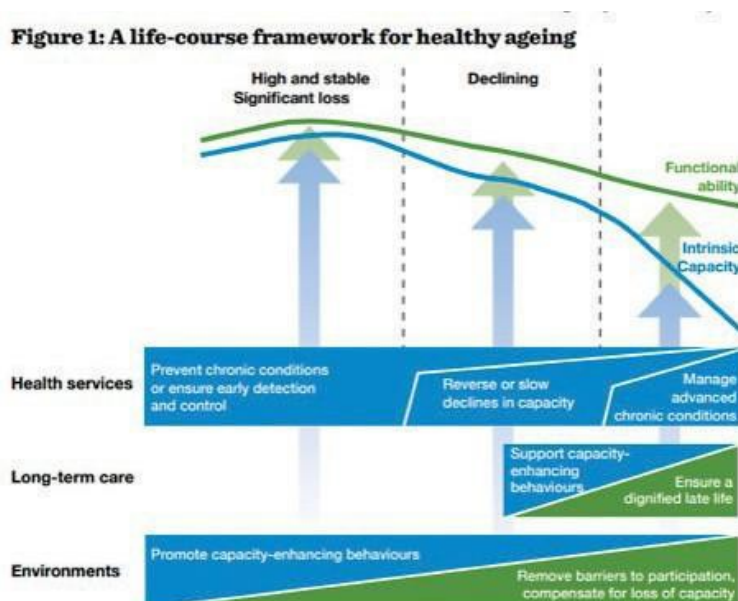 Figure 1: A life-course framework for healthy ageing
High and stable
Significant loss
Declining
Functional
ability
Intrinsic
Capacity
Health services
Prevent chronic conditions
or ensure early detection
and control
Reverse or slow
declines in capacity
Manage
advanced
chronic conditions
Long-term care
Support capacity-
enhancing
behaviours
Ensure a
dignified late life
Environments
Promote capacity-enhancing behaviours
Remove barriers to participation,
compensate for loss of capacity